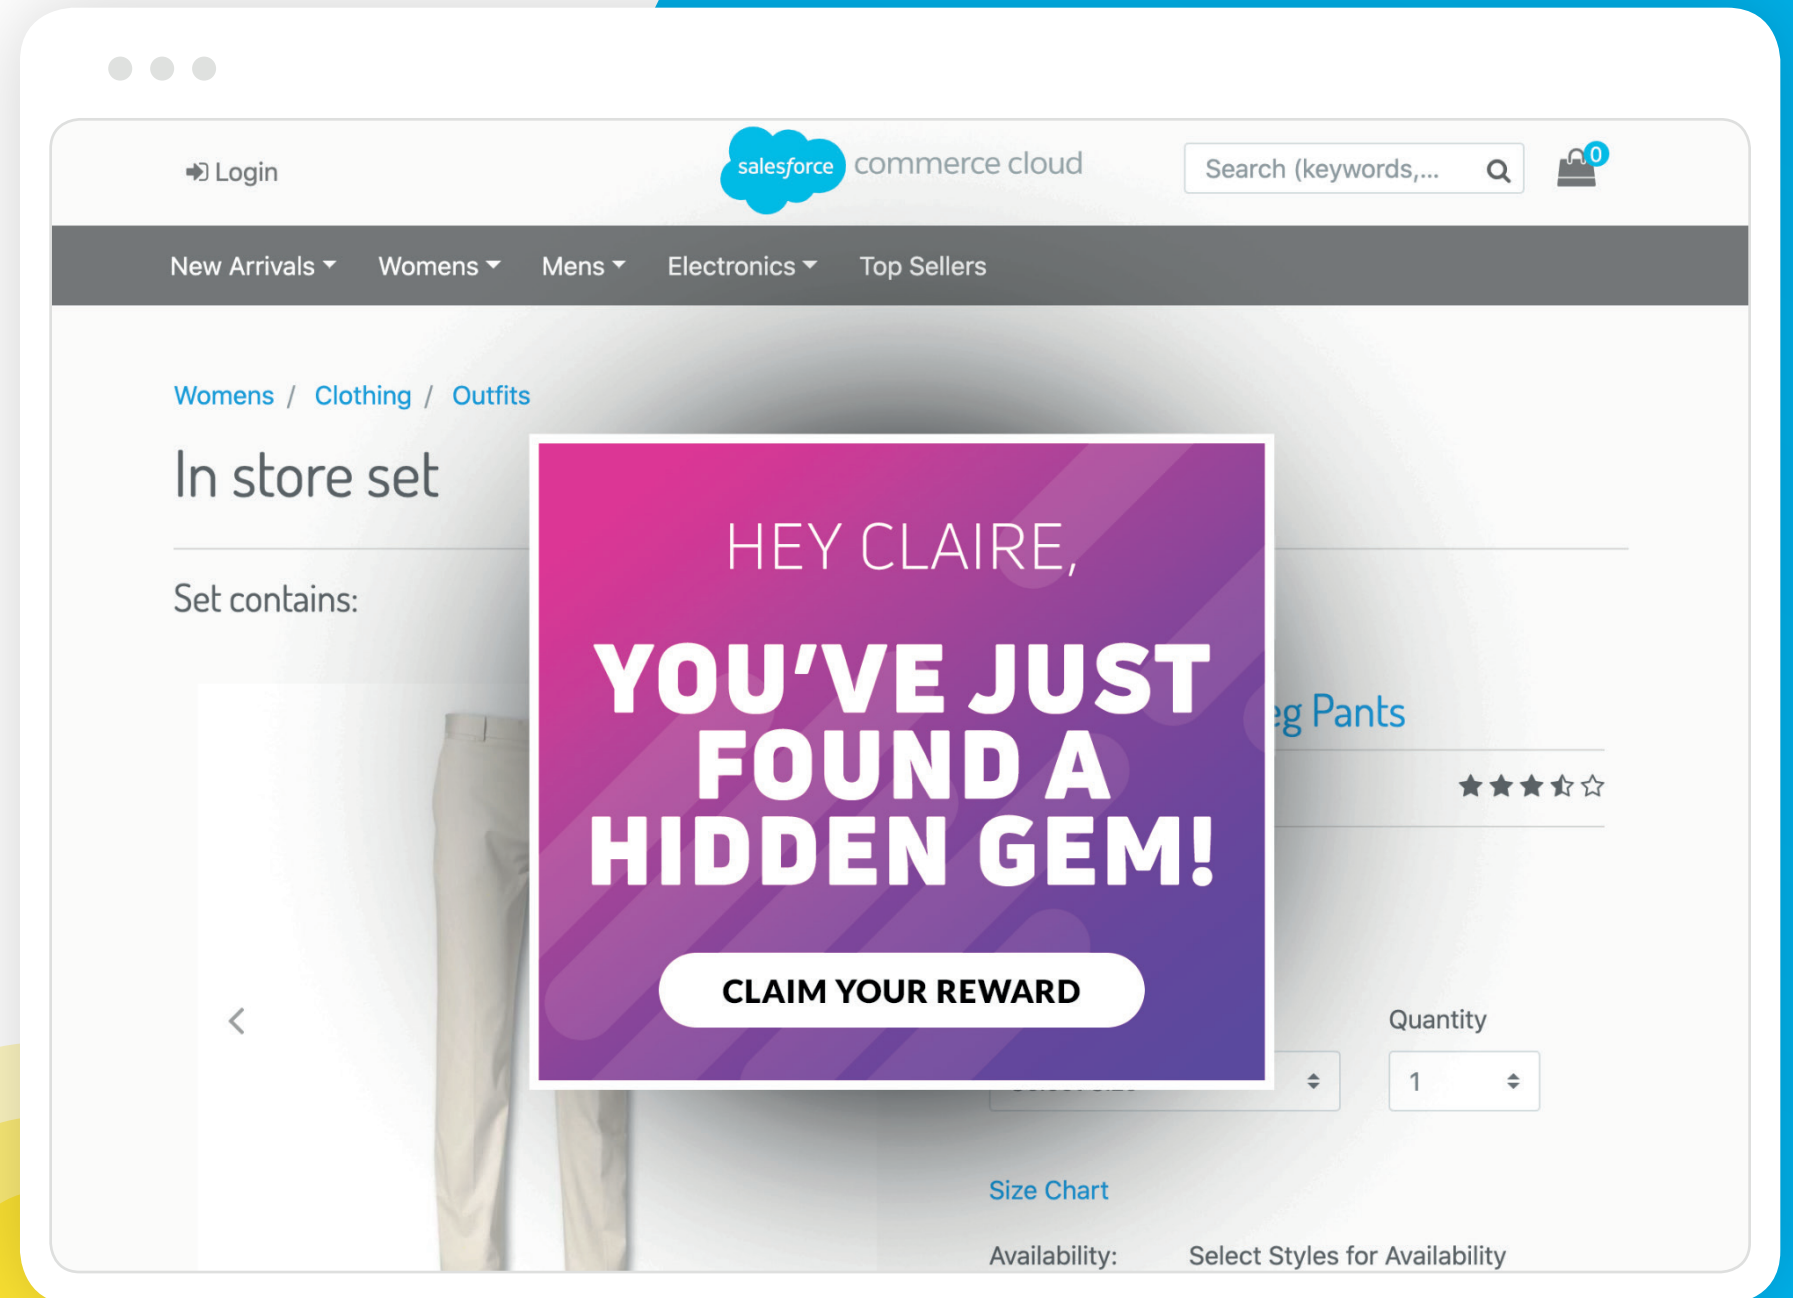 Login
salesforce commerce cloud
Search (keywords,...
0
New Arrivals Womens Mens Electronics Top Sellers
Womens / Clothing / Outfits
In store set
Set contains:
HEY CLAIRE,
YOU'VE JUST
FOUND A
HIDDEN GEM!
CLAIM YOUR REWARD
Pants
Quantity
1
Size Chart
Availability: Select Styles for Availability